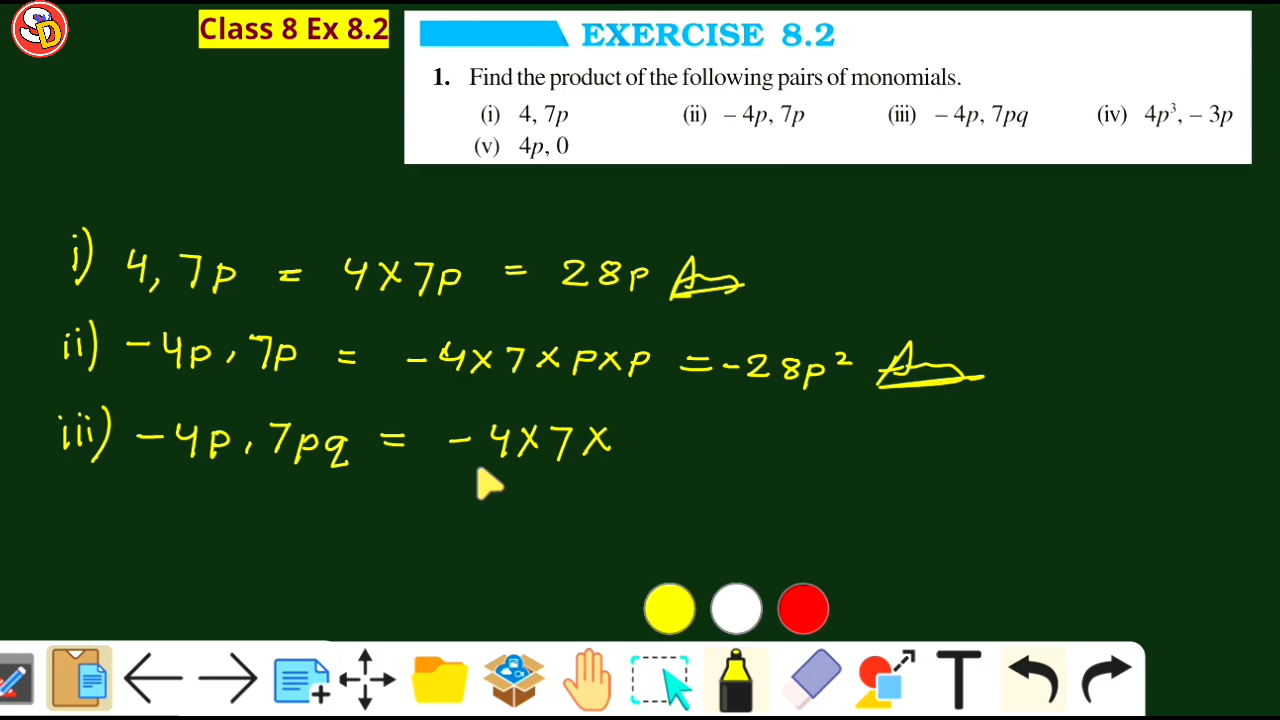 SD
Class 8 Ex 8.2
EXERCISE 8.2
1. Find the product of the following pairs of monomials.
(i) 4, 7p (ii) – 4p, 7p (iii) – 4p, 7pq (iv) 4p³, – 3p
(v) 4p, 0
i) 4, 7p = 4×7p = 28p Ans
ii) -4p, 7p = -4×7×p×p = -28p² Ans
iii) -4p, 7pq = -4×7×
T